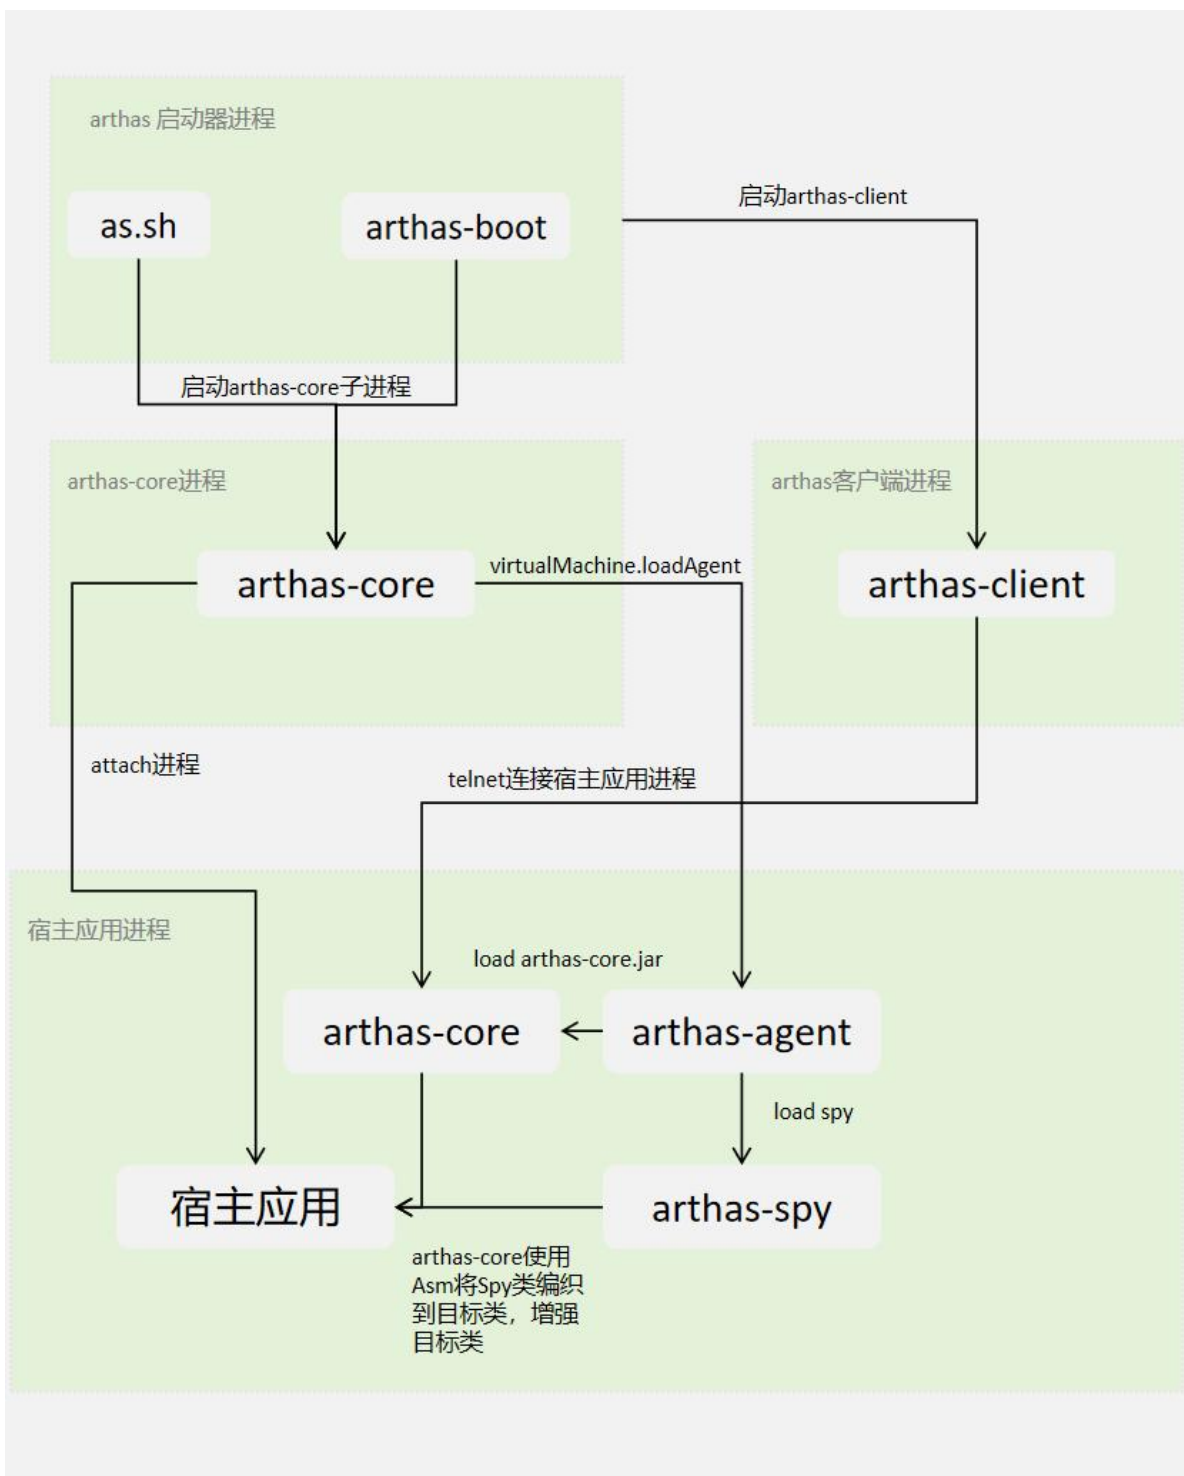 arthas 启动器进程
as.sh
arthas-boot
启动arthas-client
启动arthas-core子进程
arthas-core进程
arthas客户端进程
arthas-core
virtualMachine.loadAgent
arthas-client
attach进程
telnet连接宿主应用进程
宿主应用进程
load arthas-core.jar
arthas-core
arthas-agent
load spy
宿主应用
arthas-spy
arthas-core使用
Asm将Spy类编织
到目标类，增强
目标类